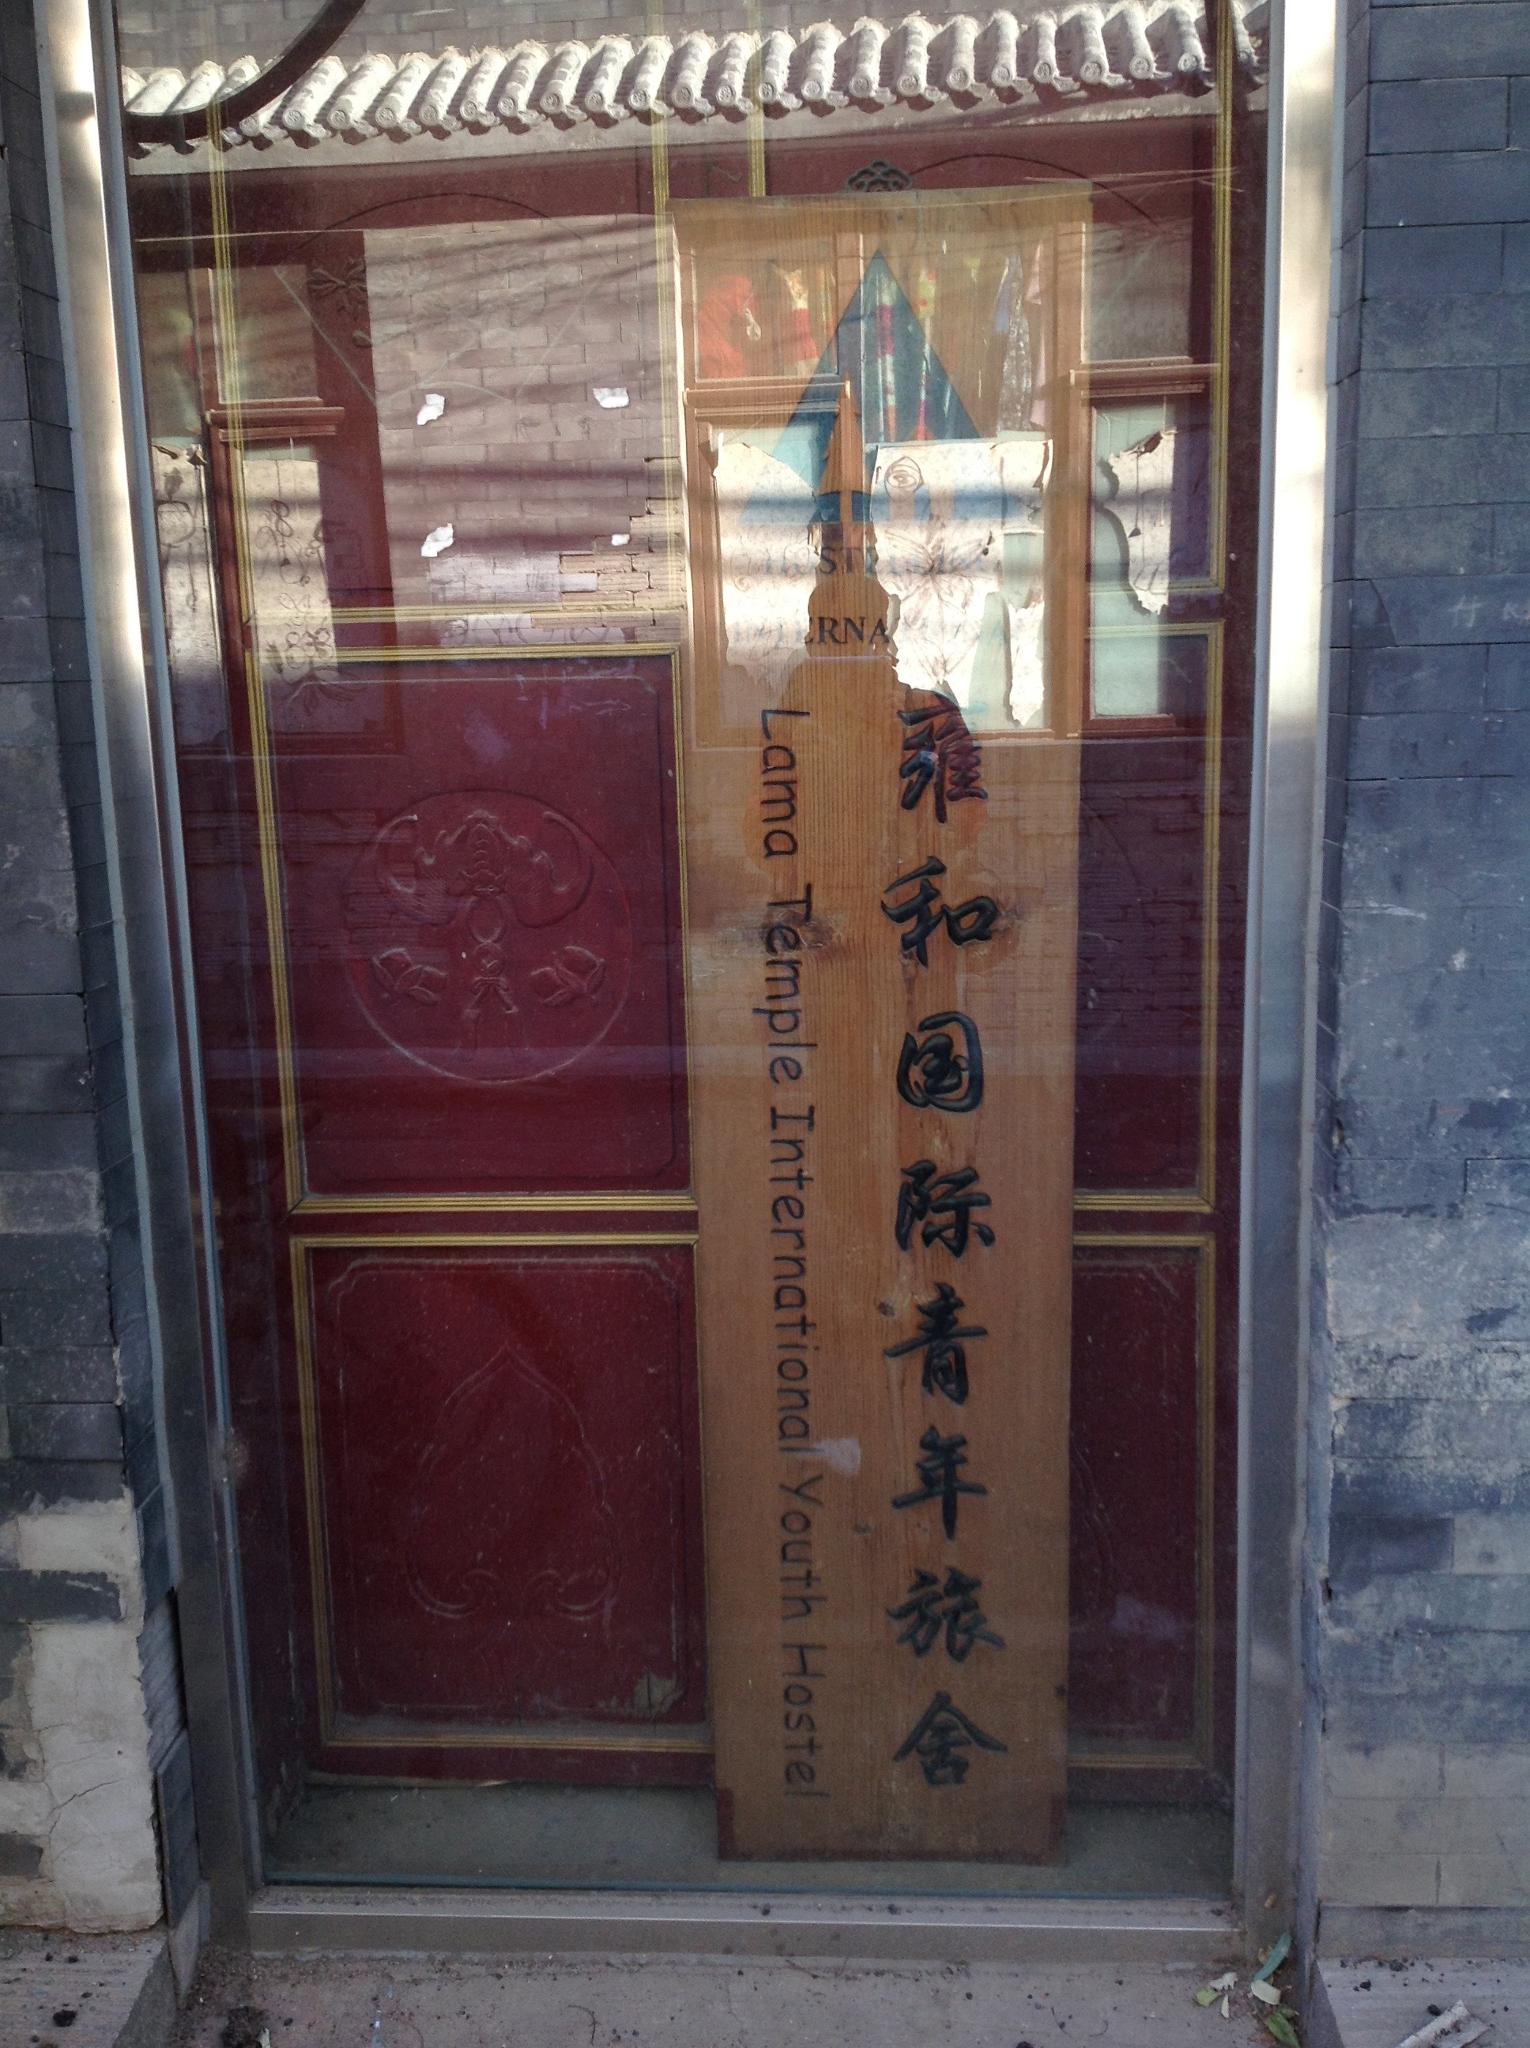 雍和国际青年旅舍
Lama Temple International Youth Hostel